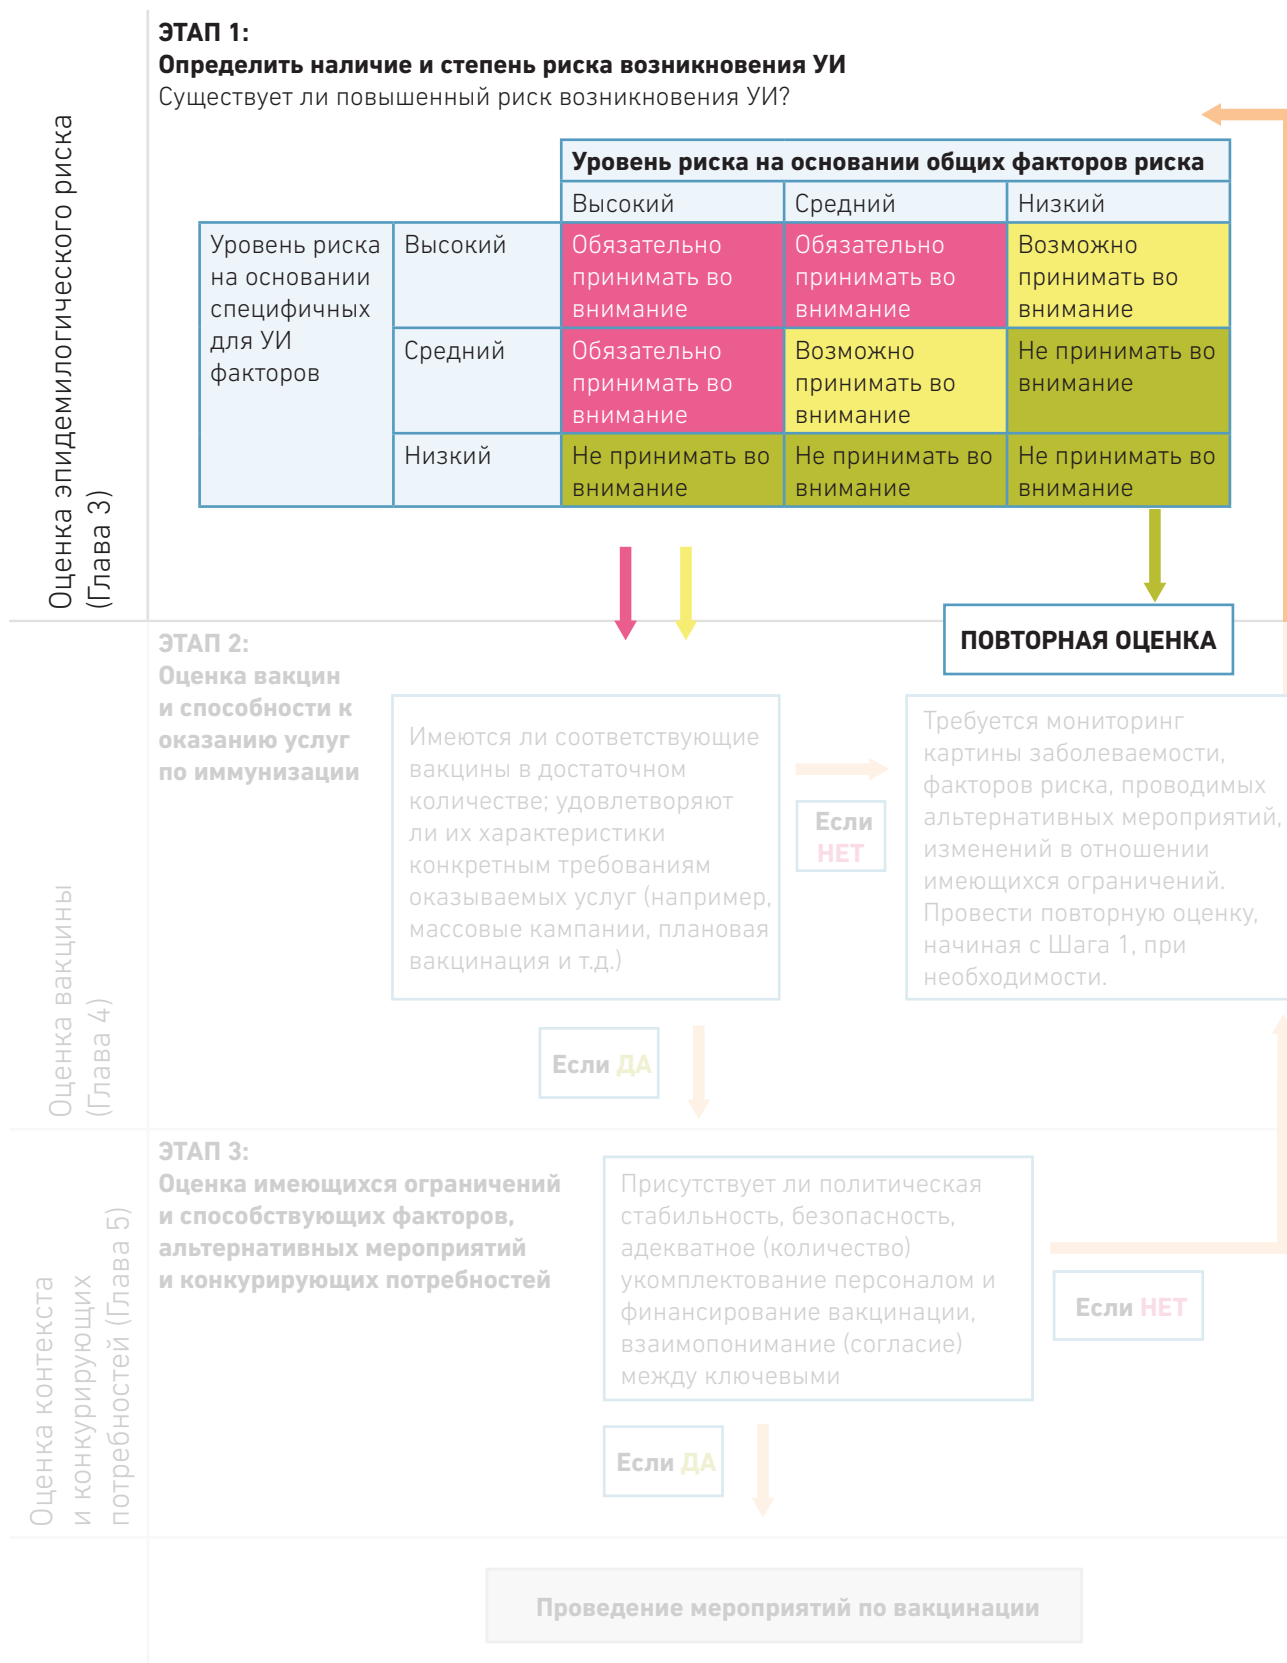 Оценка эпидемилогического риска
(Глава 3)
ЭТАП 1:
Определить наличие и степень риска возникновения УИ
Существует ли повышенный риск возникновения УИ?
Уровень риска на основании общих факторов риска
Высокий
Средний
Низкий
Уровень риска
на основании
специфичных
для УИ
факторов
Высокий
Обязательно
принимать во
внимание
Обязательно
принимать во
внимание
Возможно
принимать во
внимание
Средний
Обязательно
принимать во
внимание
Возможно
принимать во
внимание
Не принимать во
внимание
Низкий
Не принимать во
внимание
Не принимать во
внимание
Не принимать во
внимание
ПОВТОРНАЯ ОЦЕНКА
Оценка вакцины
(Глава 4)
ЭТАП 2:
Оценка вакцин
и способности к
оказанию услуг
по иммунизации
Имеются ли соответствующие
вакцины в достаточном
количестве; удовлетворяют
ли их характеристики
конкретным требованиям
оказываемых услуг (например,
массовые кампании, плановая
вакцинация и т.д.)
Если
НЕТ
Требуется мониторинг
картины заболеваемости,
факторов риска, проводимых
альтернативных мероприятий,
изменений в отношении
имеющихся ограничений.
Провести повторную оценку,
начиная с Шага 1, при
необходимости.
Если ДА
Оценка контекста
и конкурирующих
потребностей (Глава 5)
ЭТАП 3:
Оценка имеющихся ограничений
и способствующих факторов,
альтернативных мероприятий
и конкурирующих потребностей
Присутствует ли политическая
стабильность, безопасность,
адекватное (количество)
укомплектование персоналом и
финансирование вакцинации,
взаимопонимание (согласие)
между ключевыми
Если НЕТ
Если ДА
Проведение мероприятий по вакцинации